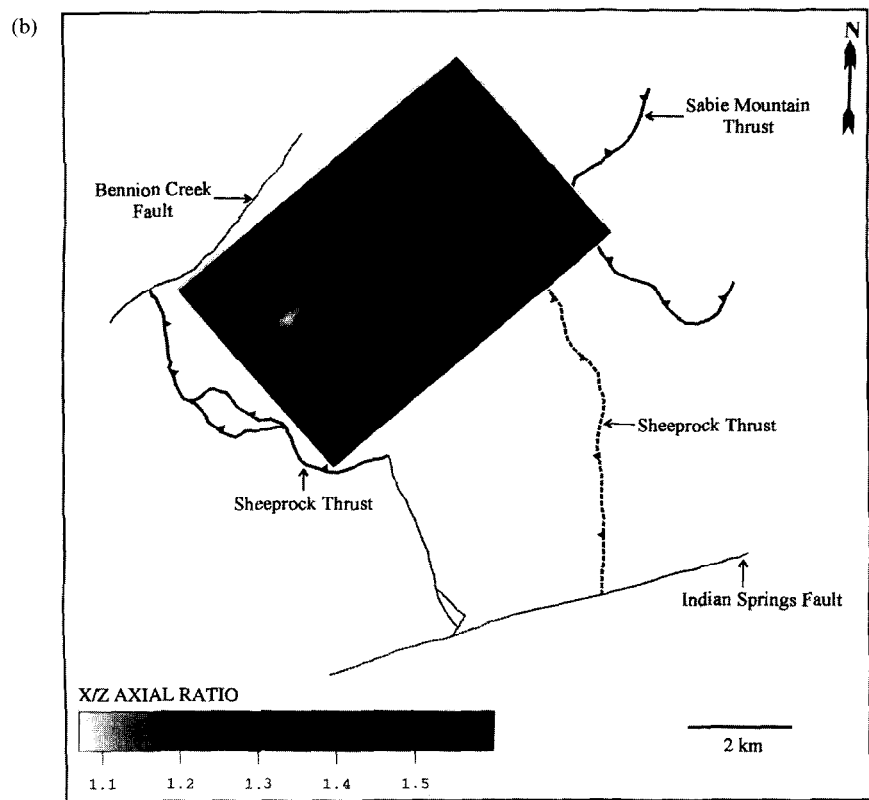 (b)
N
Sabie Mountain
Thrust
Bennion Creek
Fault
Sheeprock Thrust
Sheeprock Thrust
Indian Springs Fault
X/Z AXIAL RATIO
1.1 1.2 1.3 1.4 1.5
2 km